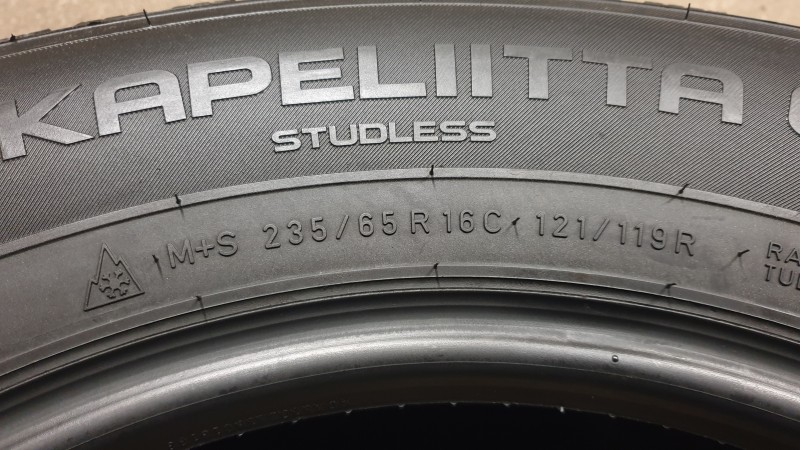 KAPELIITTA
STUDLESS
M+S 235/65 R 16C 121/119R